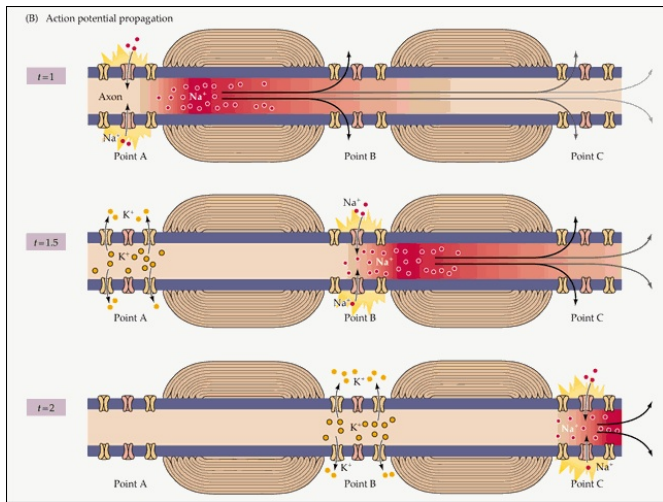 (B) Action potential propagation
t=1
Axon
Na+
Na+
Point A
Point B
Point C
t=1.5
K+
K+
Na+
Na+
Na+
Point A
Point B
Point C
t=2
K+
K+
K+
Na+
Na+
Point A
Point B
Point C